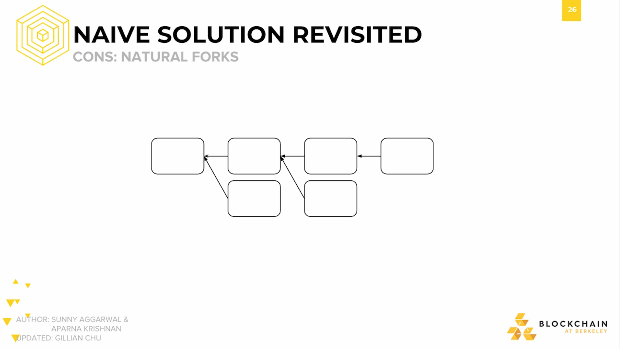 26
NAIVE SOLUTION REVISITED
CONS: NATURAL FORKS
AUTHOR: SUNNY AGGARWAL &
APARNA KRISHNAN
UPDATED: GILLIAN CHU
BLOCKCHAIN
AT BERKELEY